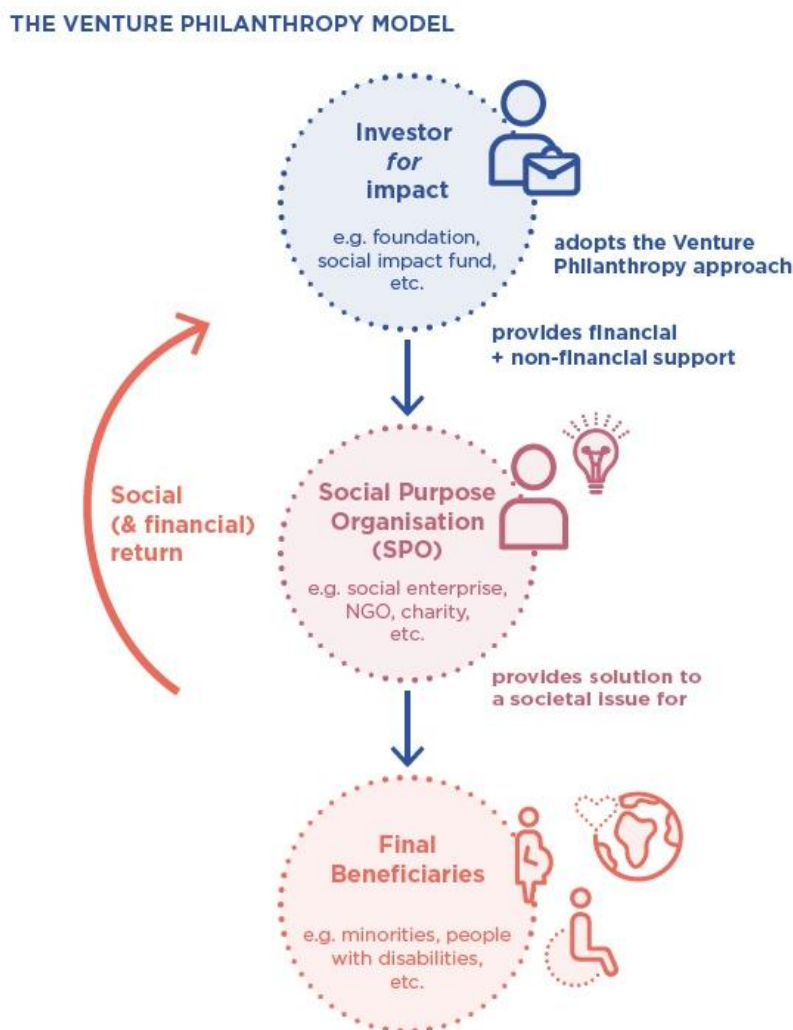 THE VENTURE PHILANTHROPY MODEL
Investor
for
impact
e.g. foundation,
social impact fund,
etc.
adopts the Venture
Philanthropy approach
provides financial
+ non-financial support
Social Purpose
Organisation
(SPO)
e.g. social enterprise,
NGO, charity,
etc.
Social
(& financial)
return
provides solution to
a societal issue for
Final
Beneficiaries
e.g. minorities, people
with disabilities,
etc.